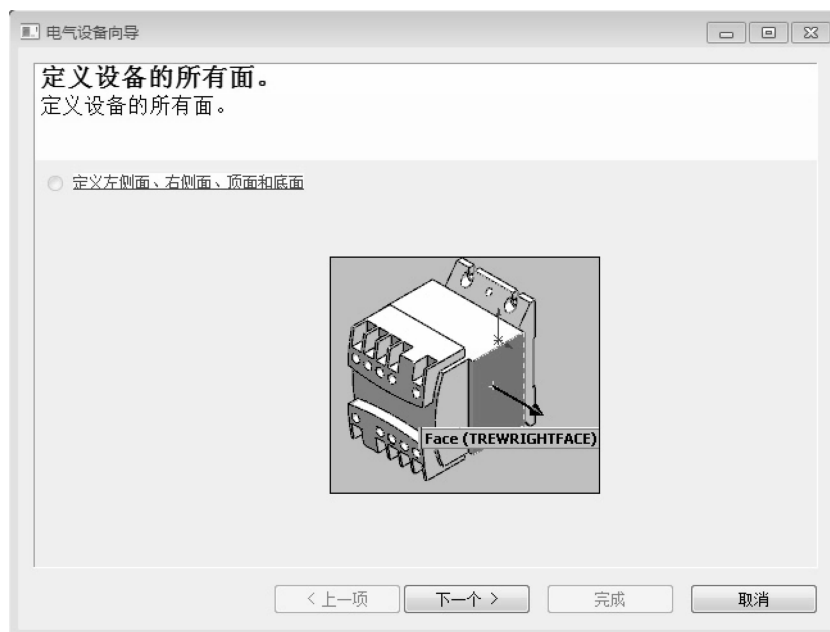 电气设备向导
定义设备的所有面。
定义设备的所有面。
定义左侧面、右侧面、顶面和底面
Face (TREWRIGHTFACE)
< 上一项
下一个 >
完成
取消